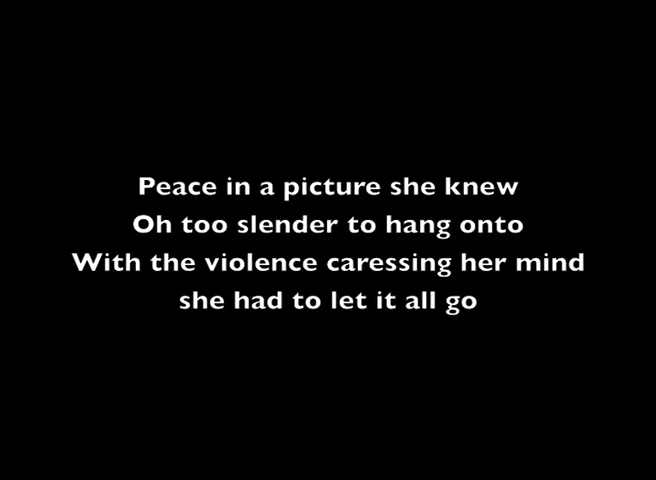 Peace in a picture she knew
Oh too slender to hang onto
With the violence caressing her mind
she had to let it all go